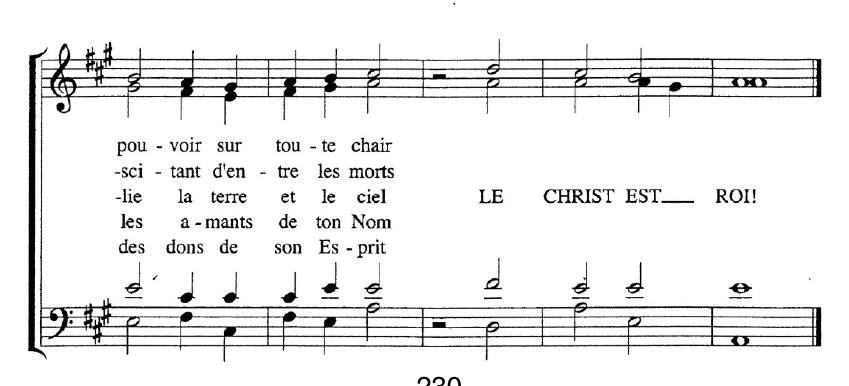 pou - voir sur tou - te chair
-sci - tant d'en - tre les morts
-lie la terre et le ciel LE CHRIST EST___ ROI!
les a - mants de ton Nom
des dons de son Es - prit
230